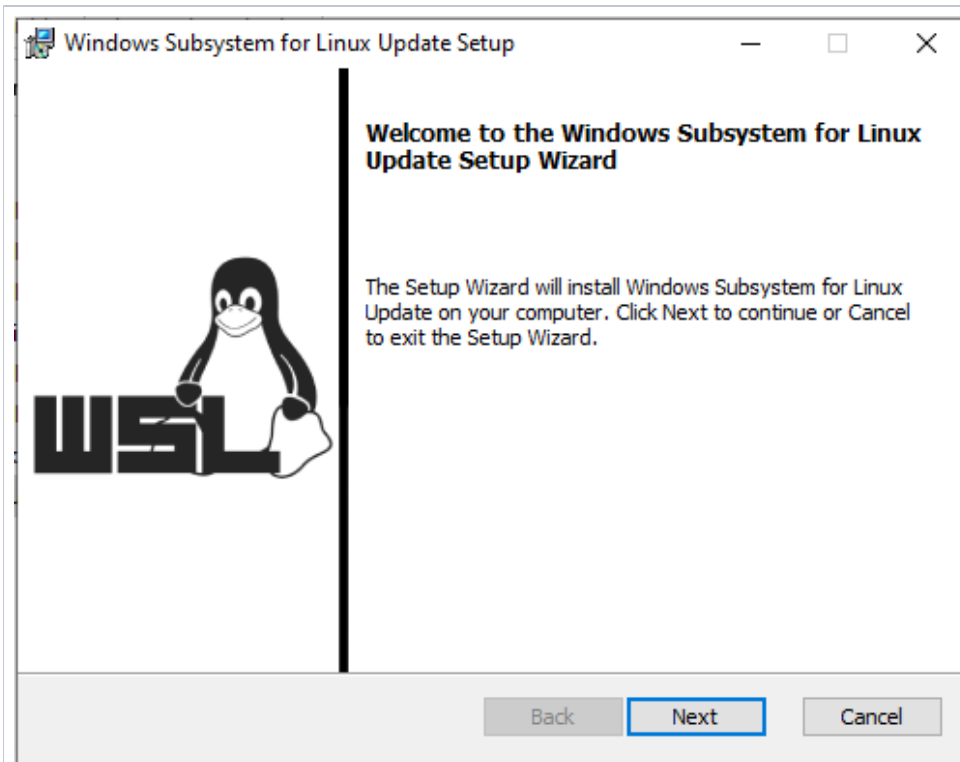 Windows Subsystem for Linux Update Setup
Welcome to the Windows Subsystem for Linux
Update Setup Wizard
The Setup Wizard will install Windows Subsystem for Linux
Update on your computer. Click Next to continue or Cancel
to exit the Setup Wizard.
WSL
Back
Next
Cancel